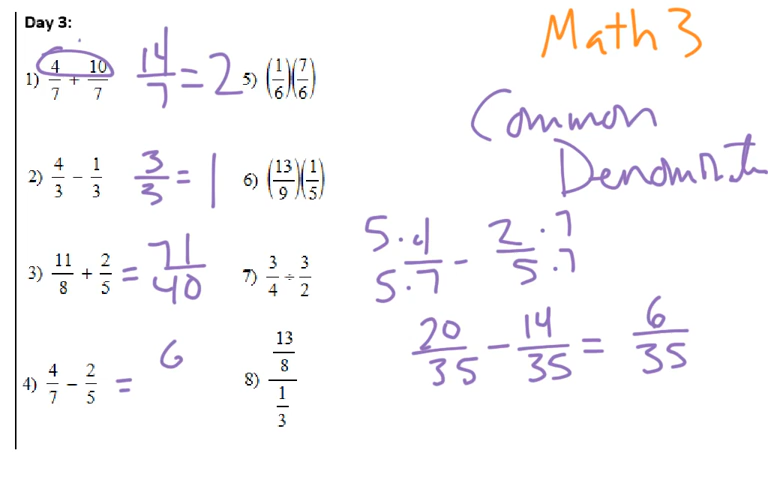 Day 3:
Math 3
1) 4/7 + 10/7 14/7 = 2
5) (1/6)(7/6)
Common
Denominat
2) 4/3 − 1/3 3/3 = 1
6) (13/9)(1/5)
5·4/5·7 − 2·7/5·7
3) 11/8 + 2/5 = 71/40
7) 3/4 ÷ 3/2
20/35 − 14/35 = 6/35
4) 4/7 − 2/5 = 6
8) 13/8 / 1/3